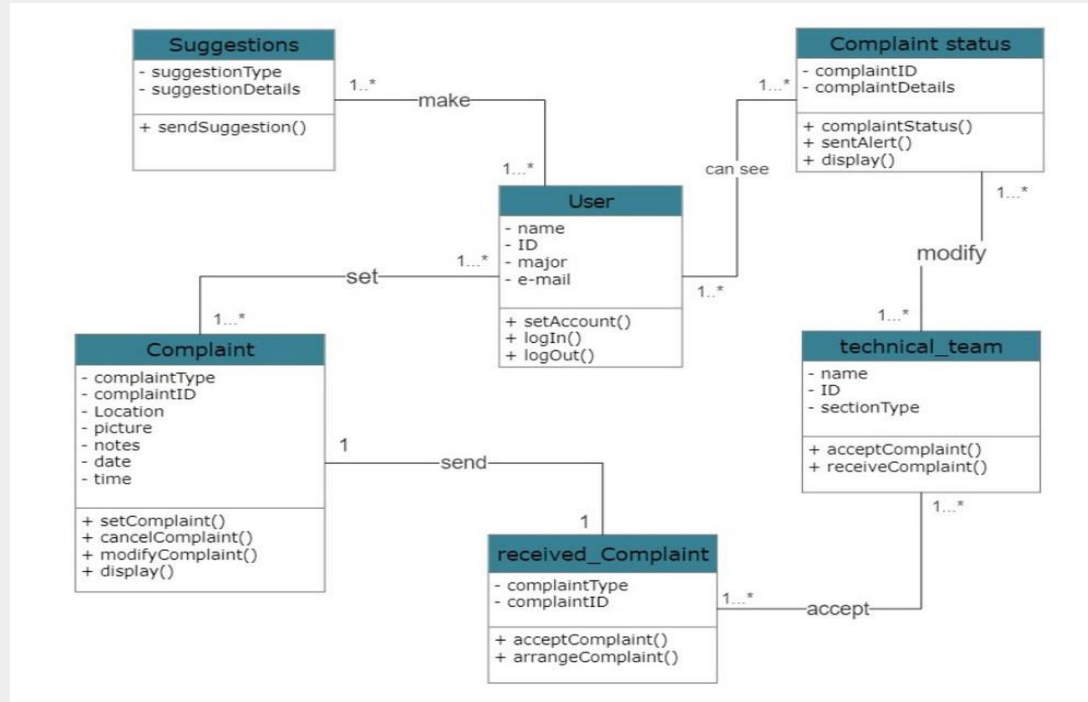 Suggestions
- suggestionType
- suggestionDetails
+ sendSuggestion()
1..*
make
1...*
Complaint status
- complaintID
- complaintDetails
+ complaintStatus()
+ sentAlert()
+ display()
1...*
can see
1..*
1...*
modify
1...*
User
- name
- ID
- major
- e-mail
+ setAccount()
+ logIn()
+ logOut()
1...*
set
1...*
Complaint
- complaintType
- complaintID
- Location
- picture
- notes
- date
- time
+ setComplaint()
+ cancelComplaint()
+ modifyComplaint()
+ display()
technical_team
- name
- ID
- sectionType
+ acceptComplaint()
+ receiveComplaint()
1...*
1
send
1
received_Complaint
- complaintType
- complaintID
+ acceptComplaint()
+ arrangeComplaint()
1...*
accept